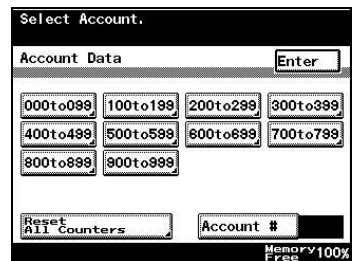 Select Account.
Account Data
Enter
000to099 100to199 200to299 300to399
400to499 500to599 600to699 700to799
800to899 900to999
Reset
All Counters
Account #
Memory 100%
Free